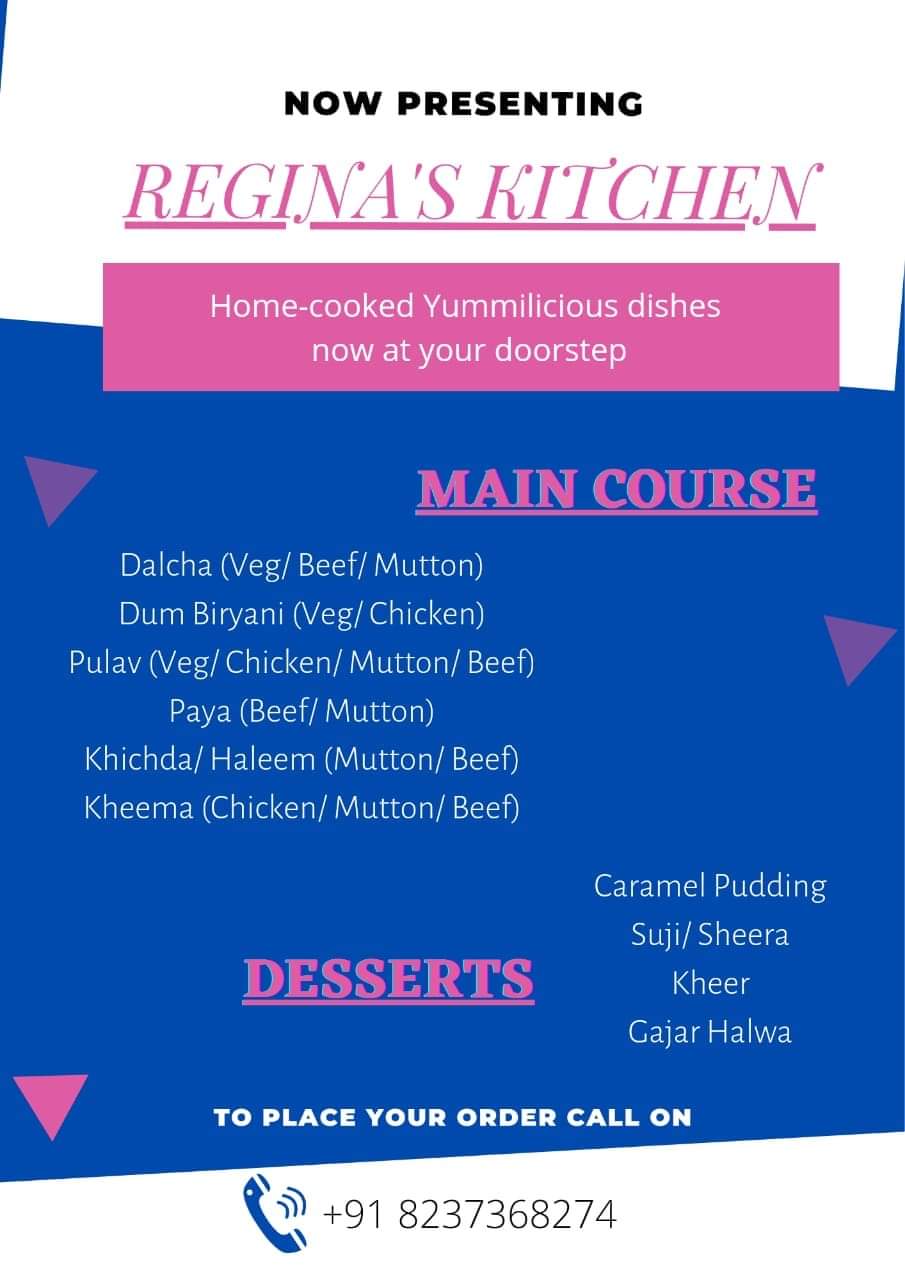 NOW PRESENTING
REGINA'S KITCHEN
Home-cooked Yummilicious dishes
now at your doorstep
MAIN COURSE
Dalcha (Veg/ Beef/ Mutton)
Dum Biryani (Veg/ Chicken)
Pulav (Veg/ Chicken/ Mutton/ Beef)
Paya (Beef/ Mutton)
Khichda/ Haleem (Mutton/ Beef)
Kheema (Chicken/ Mutton/ Beef)
DESSERTS
Caramel Pudding
Suji/ Sheera
Kheer
Gajar Halwa
TO PLACE YOUR ORDER CALL ON
+91 8237368274